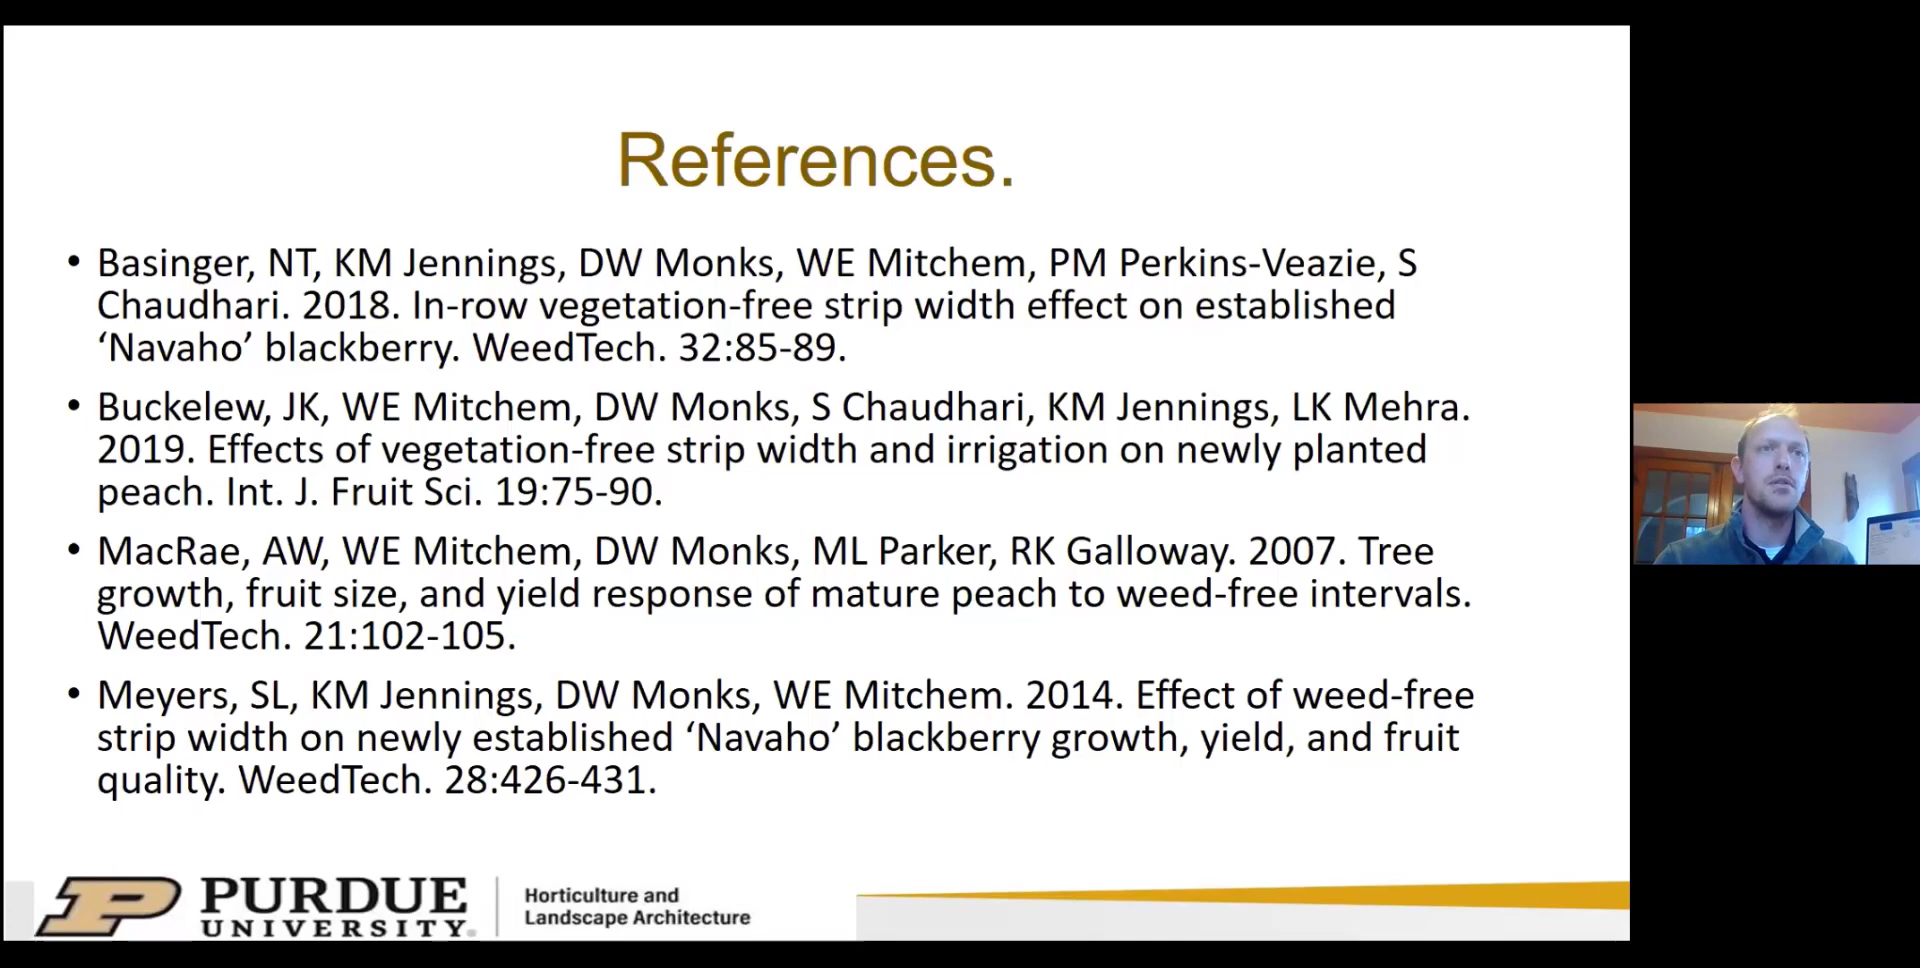 References.
• Basinger, NT, KM Jennings, DW Monks, WE Mitchem, PM Perkins-Veazie, S
Chaudhari. 2018. In-row vegetation-free strip width effect on established
‘Navaho’ blackberry. WeedTech. 32:85-89.
• Buckelew, JK, WE Mitchem, DW Monks, S Chaudhari, KM Jennings, LK Mehra.
2019. Effects of vegetation-free strip width and irrigation on newly planted
peach. Int. J. Fruit Sci. 19:75-90.
• MacRae, AW, WE Mitchem, DW Monks, ML Parker, RK Galloway. 2007. Tree
growth, fruit size, and yield response of mature peach to weed-free intervals.
WeedTech. 21:102-105.
• Meyers, SL, KM Jennings, DW Monks, WE Mitchem. 2014. Effect of weed-free
strip width on newly established ‘Navaho’ blackberry growth, yield, and fruit
quality. WeedTech. 28:426-431.
P PURDUE
UNIVERSITY®
Horticulture and
Landscape Architecture